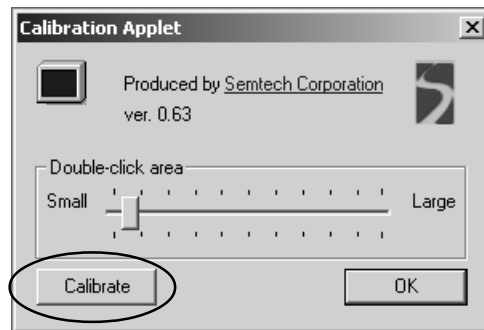 Calibration Applet
Produced by Semtech Corporation
ver. 0.63
Double-click area
Small
Large
Calibrate
OK